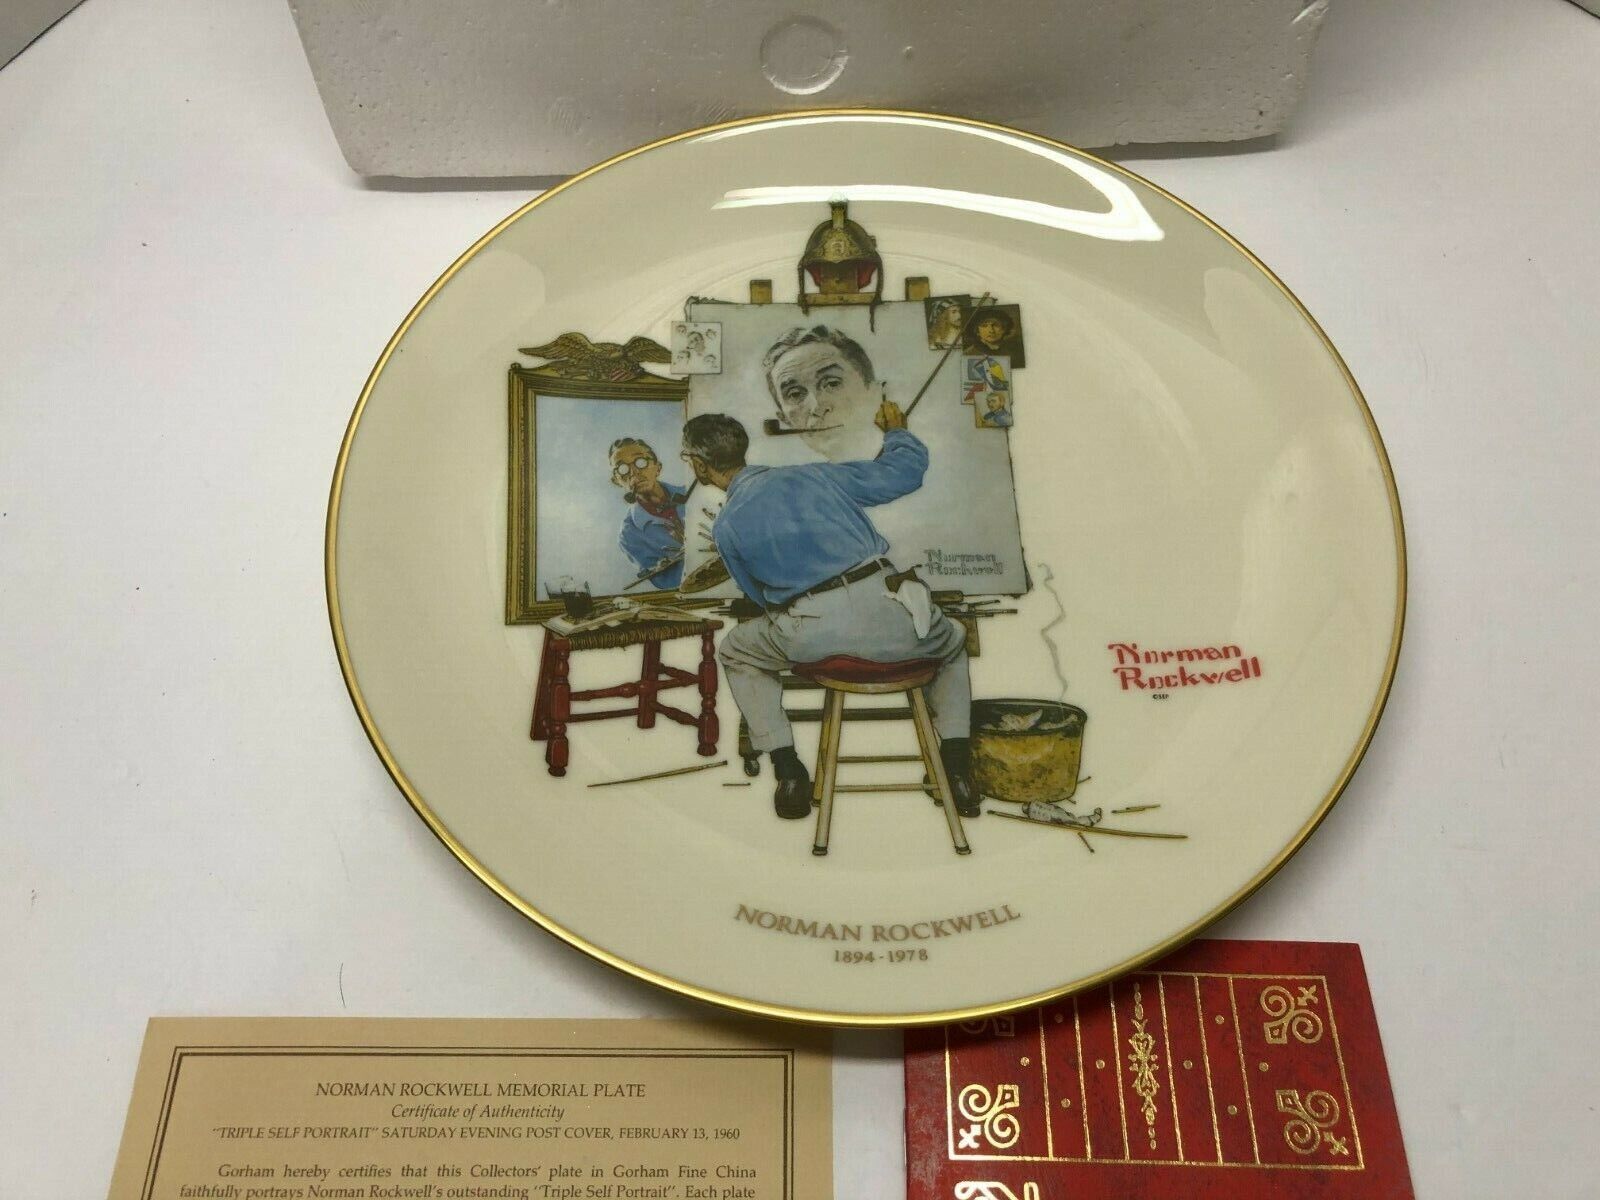 Norman
Rockwell
Norman
Rockwell
©SEP
NORMAN ROCKWELL
1894-1978
NORMAN ROCKWELL MEMORIAL PLATE
Certificate of Authenticity
"TRIPLE SELF PORTRAIT" SATURDAY EVENING POST COVER, FEBRUARY 13, 1960
Gorham hereby certifies that this Collectors' plate in Gorham Fine China
faithfully portrays Norman Rockwell's outstanding "Triple Self Portrait". Each plate